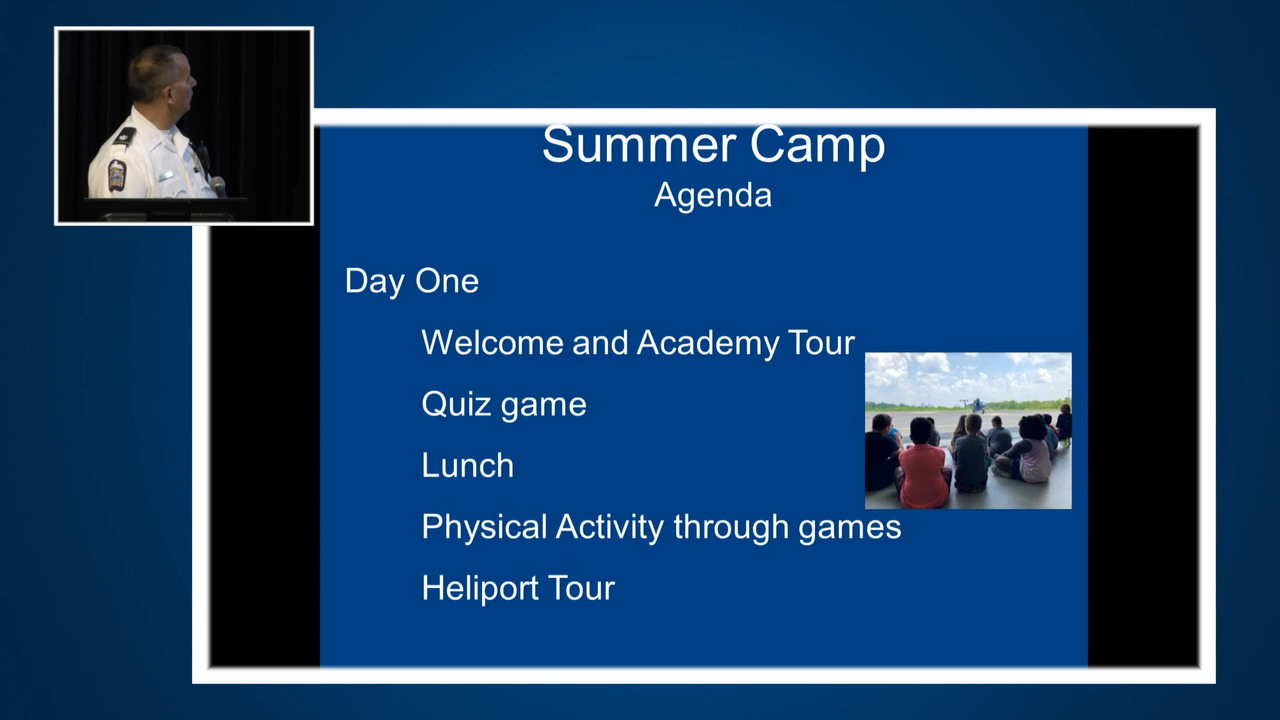 Summer Camp
Agenda
Day One
Welcome and Academy Tour
Quiz game
Lunch
Physical Activity through games
Heliport Tour